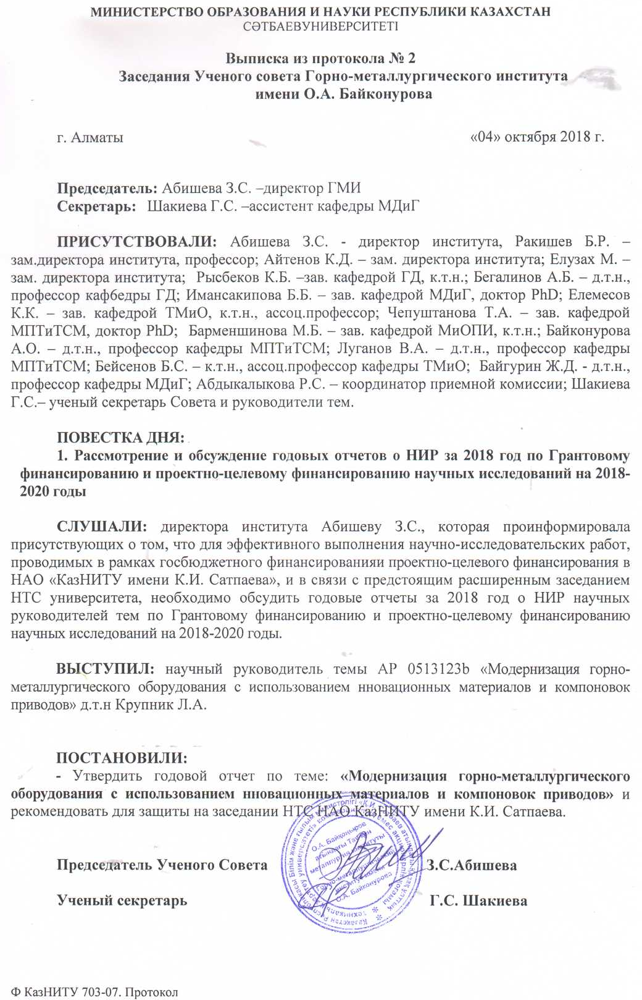 МИНИСТЕРСТВО ОБРАЗОВАНИЯ И НАУКИ РЕСПУБЛИКИ КАЗАХСТАН
СӘТБАЕВУНИВЕРСИТЕТІ
Выписка из протокола № 2
Заседания Ученого совета Горно-металлургического института
имени О.А. Байконурова
г. Алматы «04» октября 2018 г.
Председатель: Абишева З.С. –директор ГМИ
Секретарь: Шакиева Г.С. –ассистент кафедры МДиГ
ПРИСУТСТВОВАЛИ: Абишева З.С. - директор института, Ракишев Б.Р. –
зам.директора института, профессор; Айтенов К.Д. – зам. директора института; Елузах М. –
зам. директора института; Рысбеков К.Б. –зав. кафедрой ГД, к.т.н.; Бегалинов А.Б. – д.т.н.,
профессор кафбедры ГД; Имансакипова Б.Б. – зав. кафедрой МДиГ, доктор PhD; Елемесов
К.К. – зав. кафедрой ТМиО, к.т.н., ассоц.профессор; Чепуштанова Т.А. – зав. кафедрой
МПТиТСМ, доктор PhD; Барменшинова М.Б. – зав. кафедрой МиОПИ, к.т.н.; Байконурова
А.О. – д.т.н., профессор кафедры МПТиТСМ; Луганов В.А. – д.т.н., профессор кафедры
МПТиТСМ; Бейсенов Б.С. – к.т.н., ассоц.профессор кафедры ТМиО; Байгурин Ж.Д. - д.т.н.,
профессор кафедры МДиГ; Абдыкалыкова Р.С. – координатор приемной комиссии; Шакиева
Г.С.– ученый секретарь Совета и руководители тем.
ПОВЕСТКА ДНЯ:
1. Рассмотрение и обсуждение годовых отчетов о НИР за 2018 год по Грантовому
финансированию и проектно-целевому финансированию научных исследований на 2018-
2020 годы
СЛУШАЛИ: директора института Абишеву З.С., которая проинформировала
присутствующих о том, что для эффективного выполнения научно-исследовательских работ,
проводимых в рамках госбюджетного финансированияи проектно-целевого финансирования в
НАО «КазНИТУ имени К.И. Сатпаева», и в связи с предстоящим расширенным заседанием
НТС университета, необходимо обсудить годовые отчеты за 2018 год о НИР научных
руководителей тем по Грантовому финансированию и проектно-целевому финансированию
научных исследований на 2018-2020 годы.
ВЫСТУПИЛ: научный руководитель темы АР 0513123b «Модернизация горно-
металлургического оборудования с использованием нновационных материалов и компоновок
приводов» д.т.н Крупник Л.А.
ПОСТАНОВИЛИ:
- Утвердить годовой отчет по теме: «Модернизация горно-металлургического
оборудования с использованием нновационных материалов и компоновок приводов» и
рекомендовать для защиты на заседании НТС НАО КазНИТУ имени К.И. Сатпаева.
О.А. Байқоңыров
атындағы Тау-кен
металлургия институты
Горно-металлургический
институт имени
О.А. Байконурова
Председатель Ученого Совета З.С.Абишева
Ученый секретарь Г.С. Шакиева
Ф КазНИТУ 703-07. Протокол